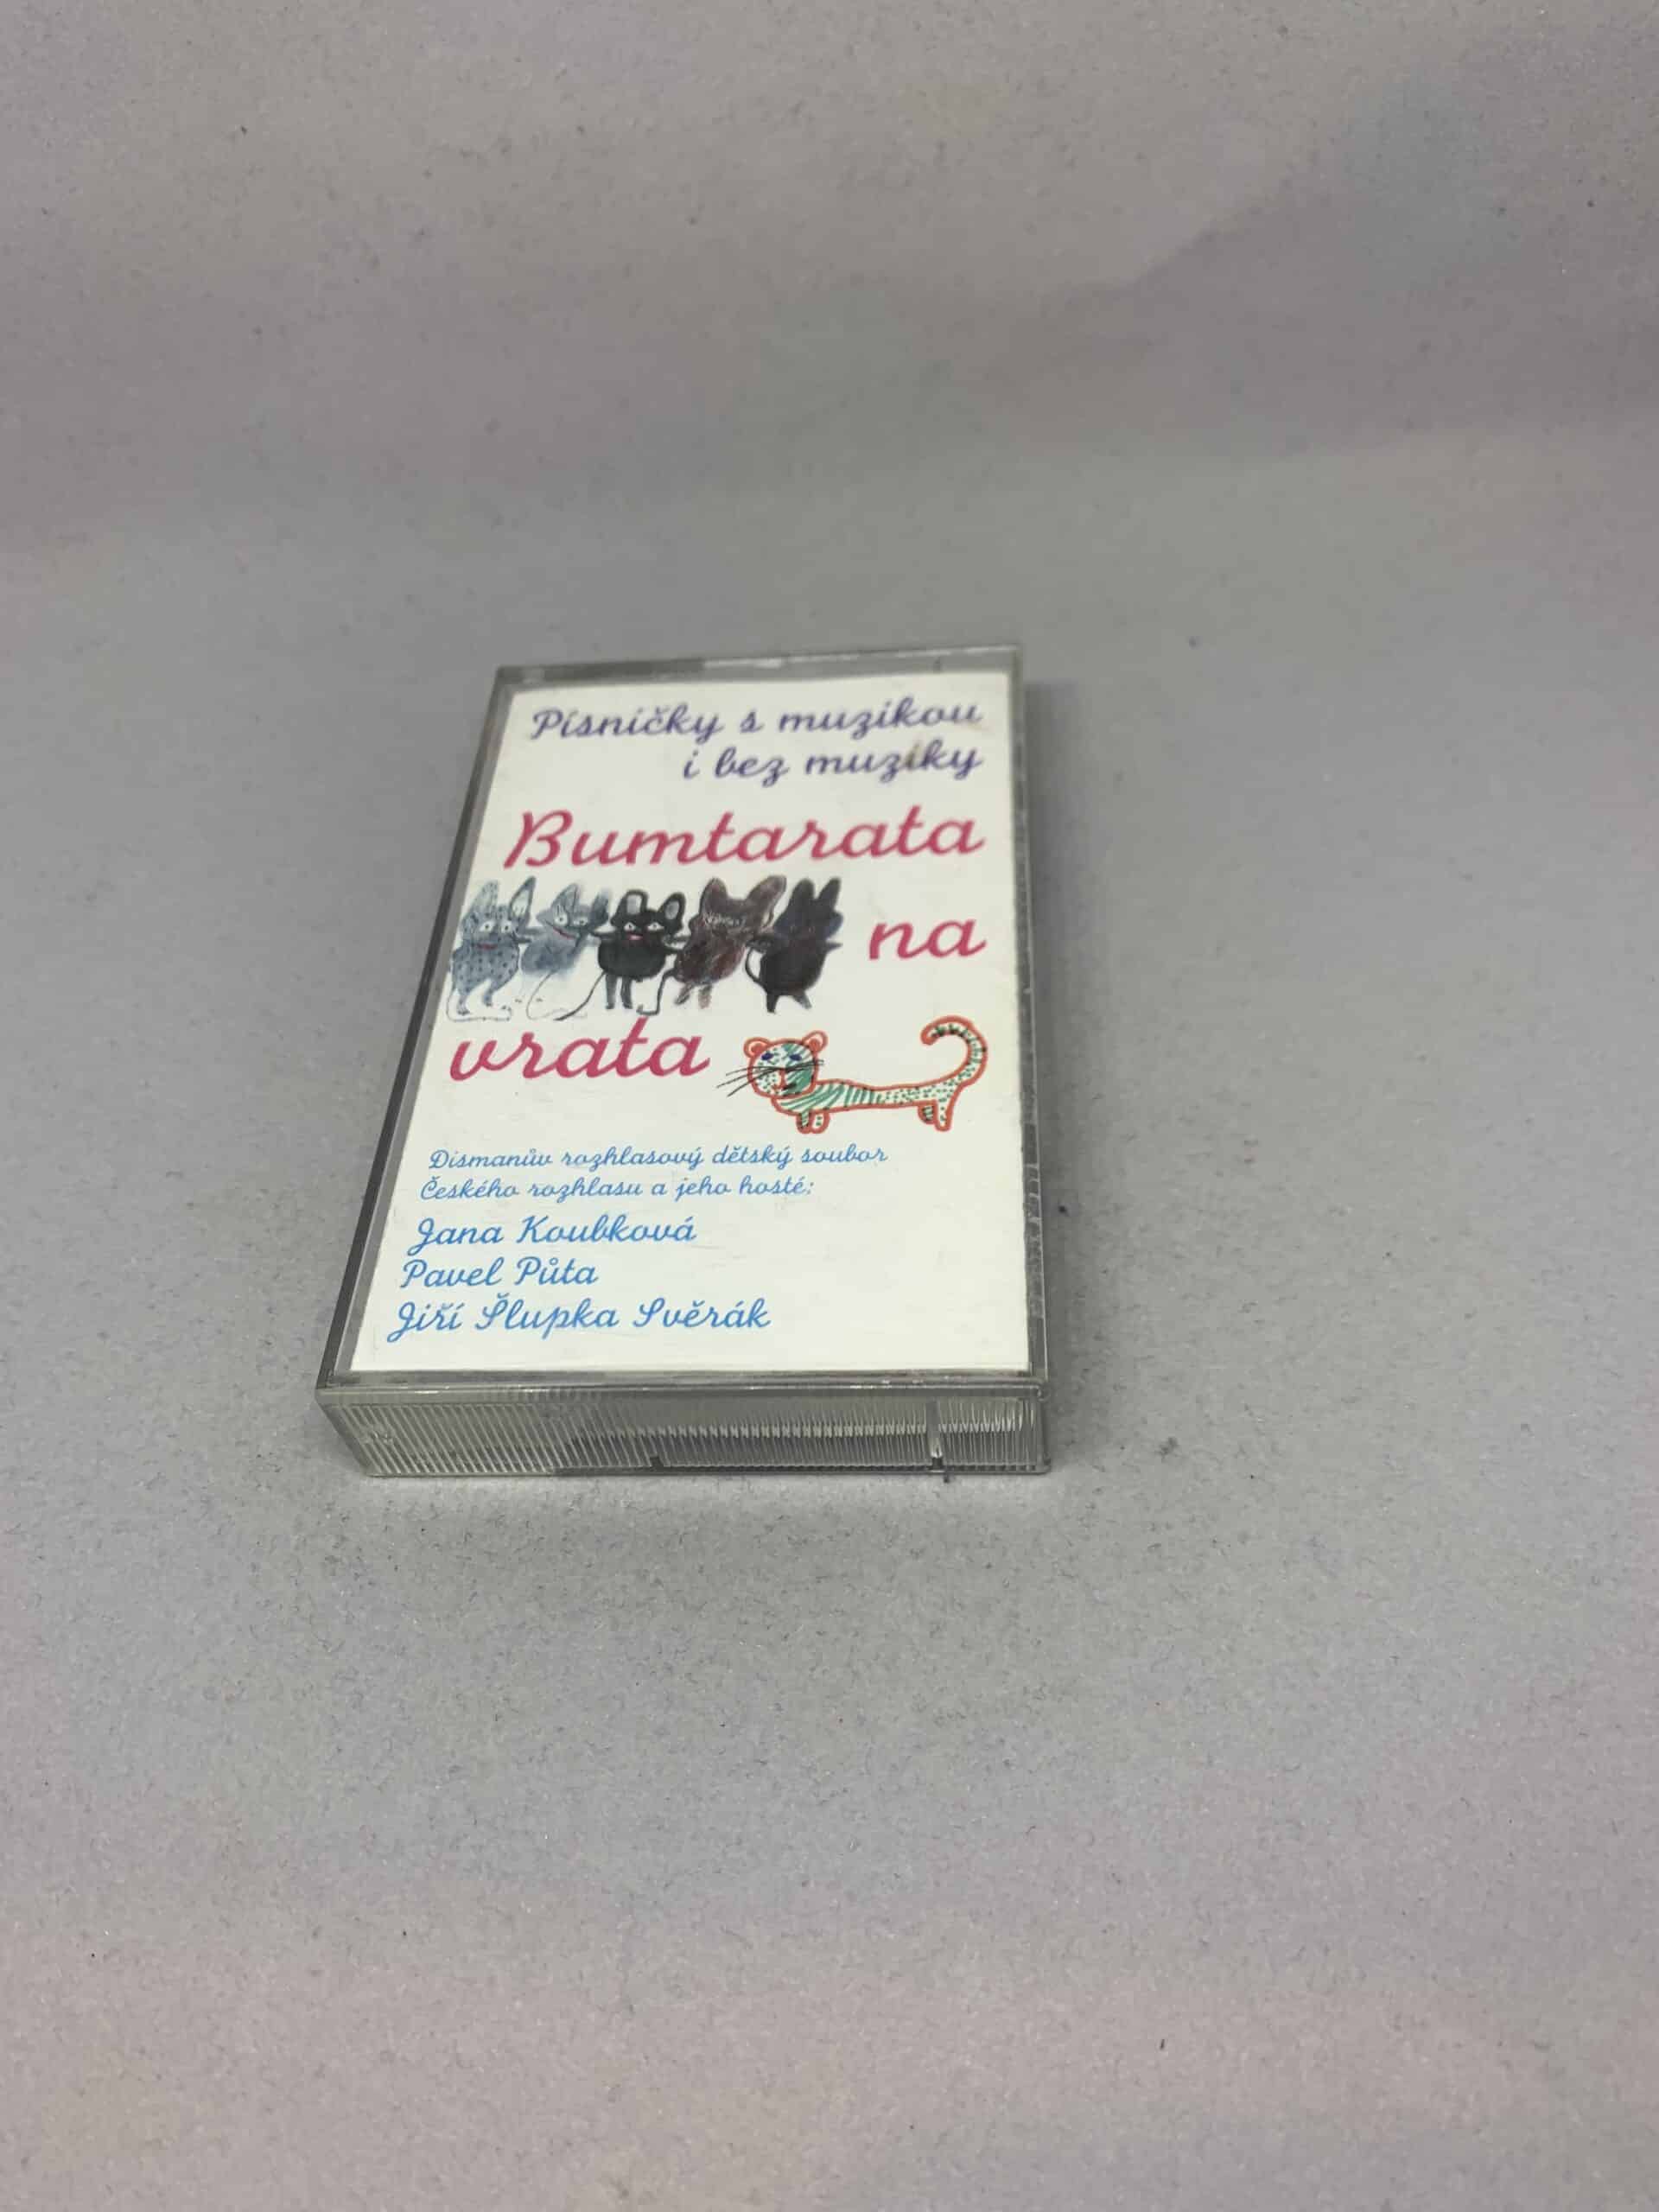 Písničky s muzikou
i bez muziky
Bumtarata
na
vrata
Dismanův rozhlasový dětský soubor
Českého rozhlasu a jeho hosté:
Jana Koubková
Pavel Půta
Jiří Šlupka Svěrák